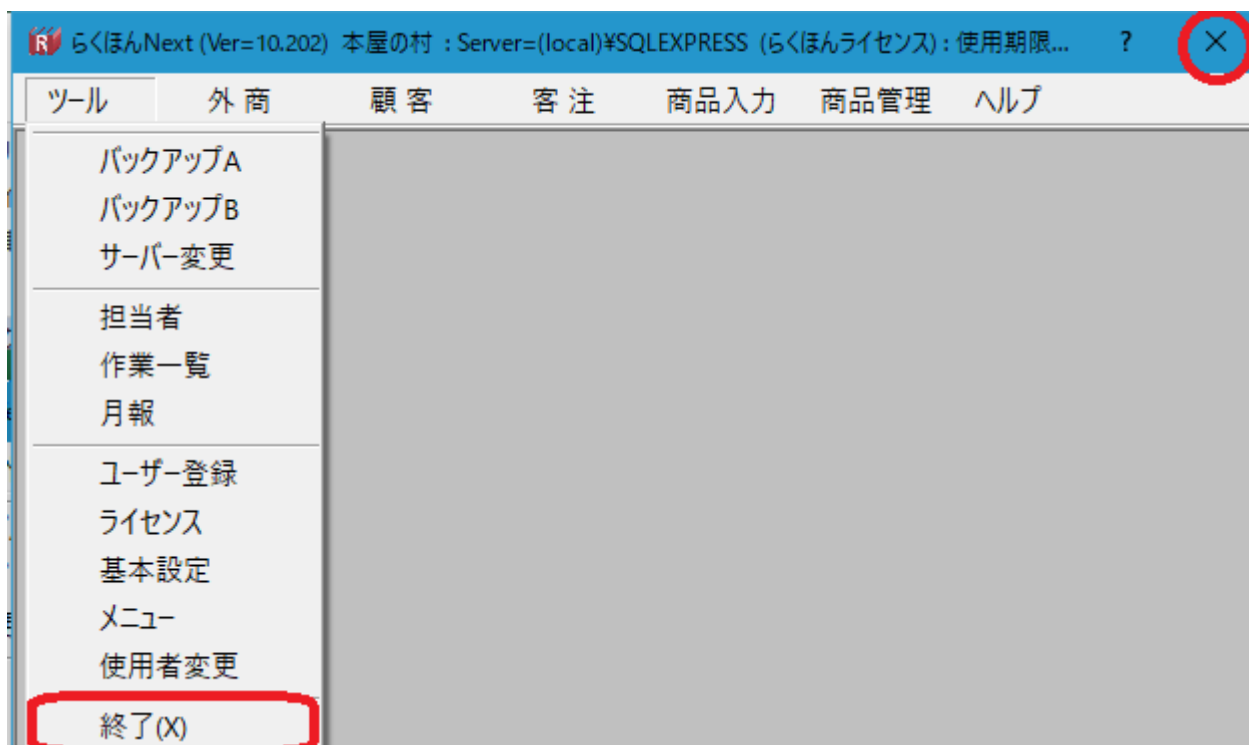 らくほんNext (Ver=10.202) 本屋の村 : Server=(local)¥SQLEXPRESS (らくほんライセンス) : 使用期限... ? ×
ツール 外 商 顧 客 客 注 商品入力 商品管理 ヘルプ
バックアップA
バックアップB
サーバー変更
担当者
作業一覧
月報
ユーザー登録
ライセンス
基本設定
メニュー
使用者変更
終了(X)